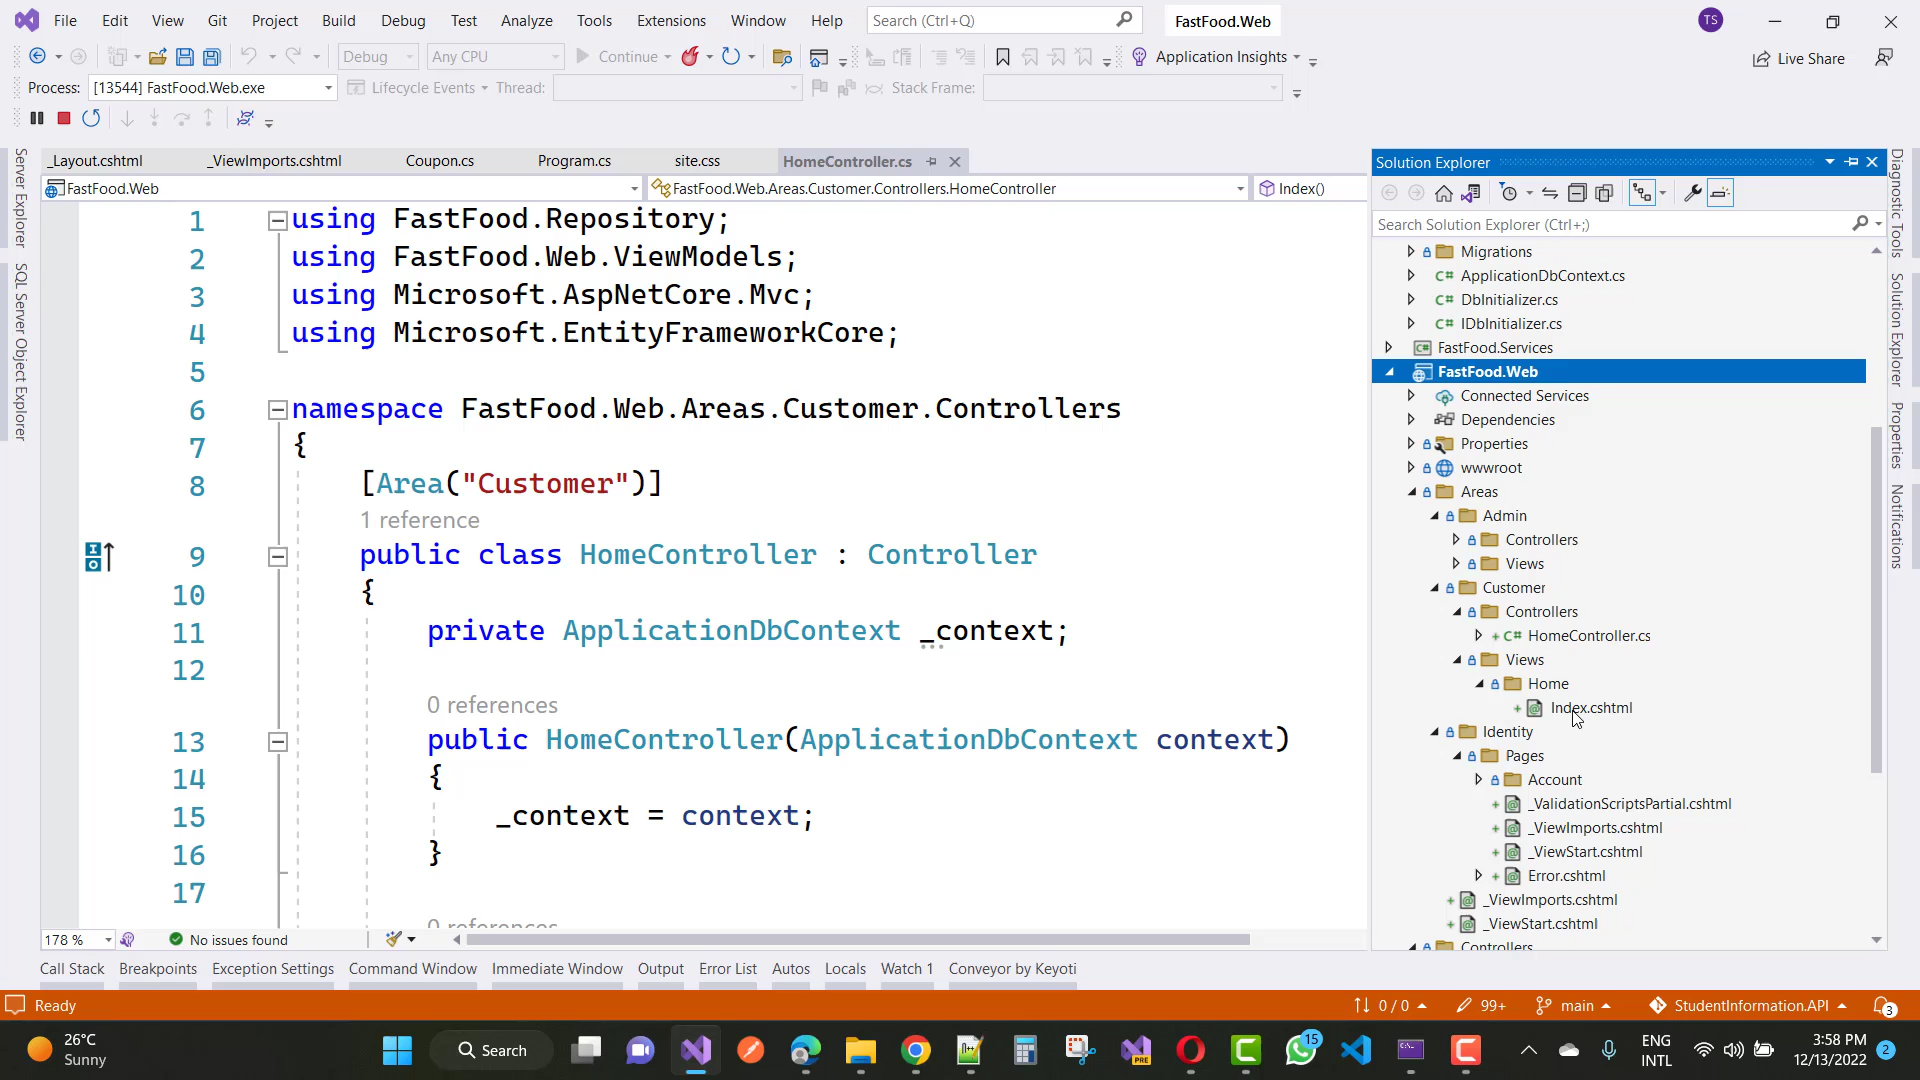 File Edit View Git Project Build Debug Test Analyze Tools Extensions Window Help Search (Ctrl+Q) FastFood.Web TS
Debug Any CPU Continue Application Insights Live Share
Process: [13544] FastFood.Web.exe Lifecycle Events Thread: Stack Frame:
_Layout.cshtml _ViewImports.cshtml Coupon.cs Program.cs site.css HomeController.cs
FastFood.Web FastFood.Web.Areas.Customer.Controllers.HomeController Index()
Server Explorer
SQL Server Object Explorer
1 using FastFood.Repository;
2 using FastFood.Web.ViewModels;
3 using Microsoft.AspNetCore.Mvc;
4 using Microsoft.EntityFrameworkCore;
5
6 namespace FastFood.Web.Areas.Customer.Controllers
7 {
8 [Area("Customer")]
1 reference
9 public class HomeController : Controller
10 {
11 private ApplicationDbContext _context;
12
0 references
13 public HomeController(ApplicationDbContext context)
14 {
15 _context = context;
16 }
17
0 references
178 % No issues found
Solution Explorer
Search Solution Explorer (Ctrl+;)
Migrations
C# ApplicationDbContext.cs
C# DbInitializer.cs
C# IDbInitializer.cs
C# FastFood.Services
FastFood.Web
Connected Services
Dependencies
Properties
wwwroot
Areas
Admin
Controllers
Views
Customer
Controllers
C# HomeController.cs
Views
Home
Index.cshtml
Identity
Pages
Account
_ValidationScriptsPartial.cshtml
_ViewImports.cshtml
_ViewStart.cshtml
Error.cshtml
_ViewImports.cshtml
_ViewStart.cshtml
Controllers
Diagnostic Tools
Solution Explorer
Properties
Notifications
Call Stack Breakpoints Exception Settings Command Window Immediate Window Output Error List Autos Locals Watch 1 Conveyor by Keyoti
Ready 0 / 0 99+ main StudentInformation.API 3
26°C
Sunny
Search
PRE
15
ENG
INTL
3:58 PM
12/13/2022
2